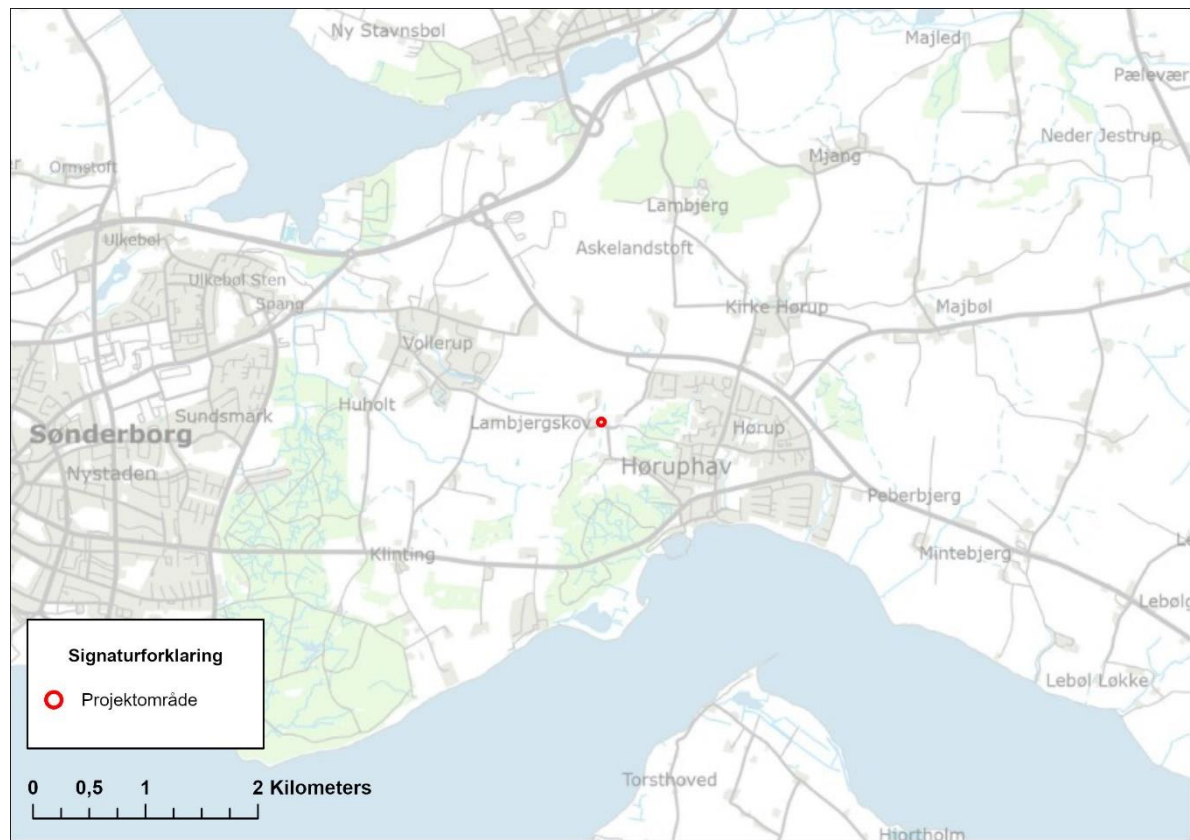 Ny Stavnsbøl
Majled
Pælevær
Neder Jestrup
Mjang
Ormstoft
Lambjerg
Ulkebøl
Askelandstoft
Ulkebøl Sten
Spang
Kirke Hørup
Majbøl
Vollerup
Huholt
Sundsmark
Lambjergskov
Hørup
Sønderborg
Nystaden
Høruphav
Peberbjerg
Klinting
Mintebjerg
Lebølg
Lebøl Løkke
Torsthoved
Hjortholm
Signaturforklaring
Projektområde
0 0,5 1 2 Kilometers